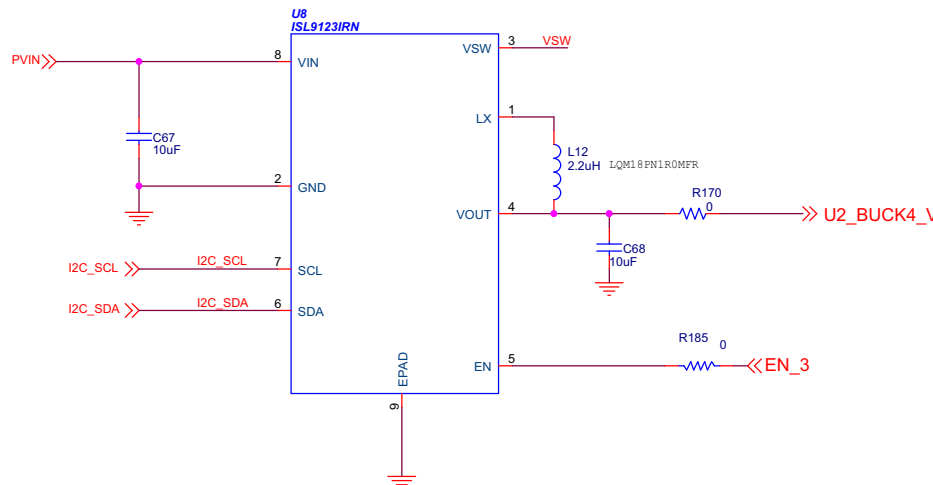 U8
ISL9123IRN
PVIN
8
VIN
VSW
3
VSW
LX
1
C67
10uF
L12
2.2uH
LQM18PN1R0MFR
2
GND
VOUT
4
R170
0
U2_BUCK4_V
C68
10uF
I2C_SCL
I2C_SCL
7
SCL
I2C_SDA
I2C_SDA
6
SDA
R185
0
EN
5
EN_3
EPAD
9